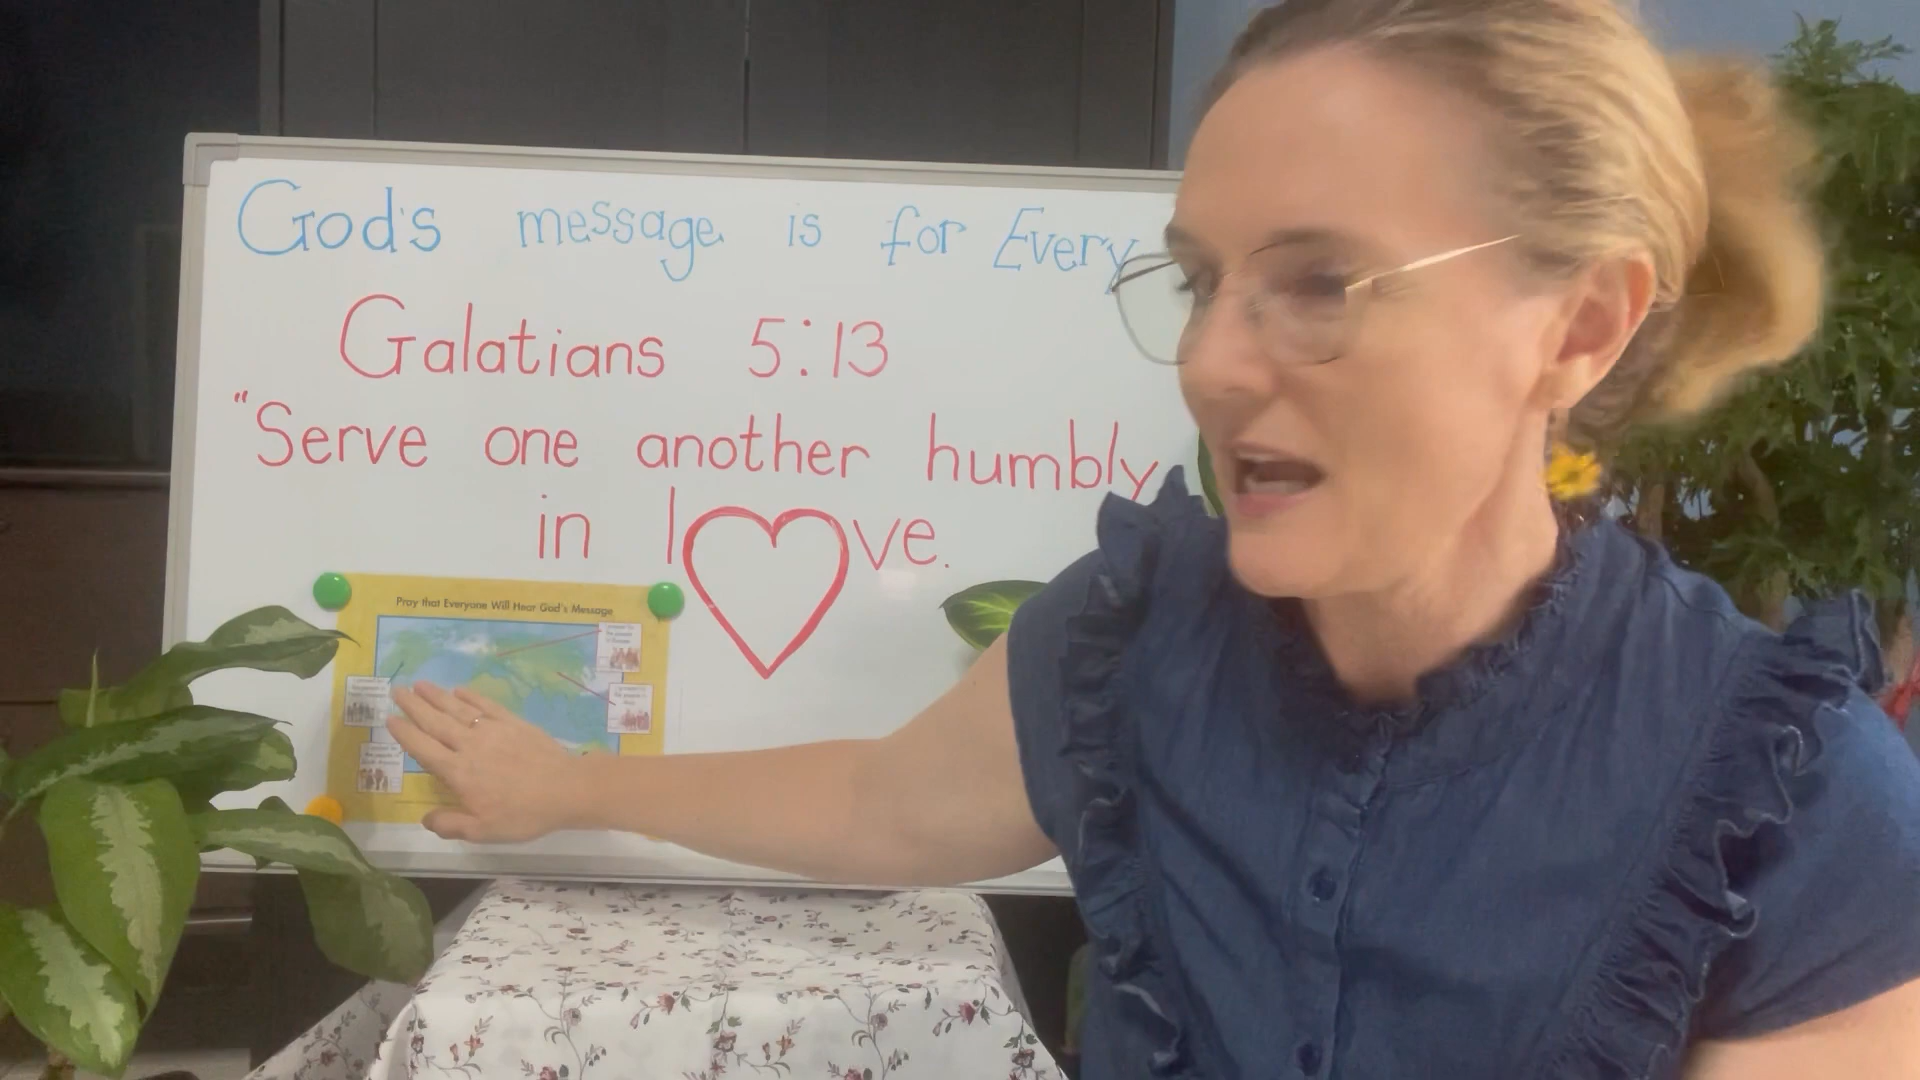 God's message is for Every
Galatians 5:13
"Serve one another humbly
in l♥ve.
Pray that Everyone Will Hear God's Message